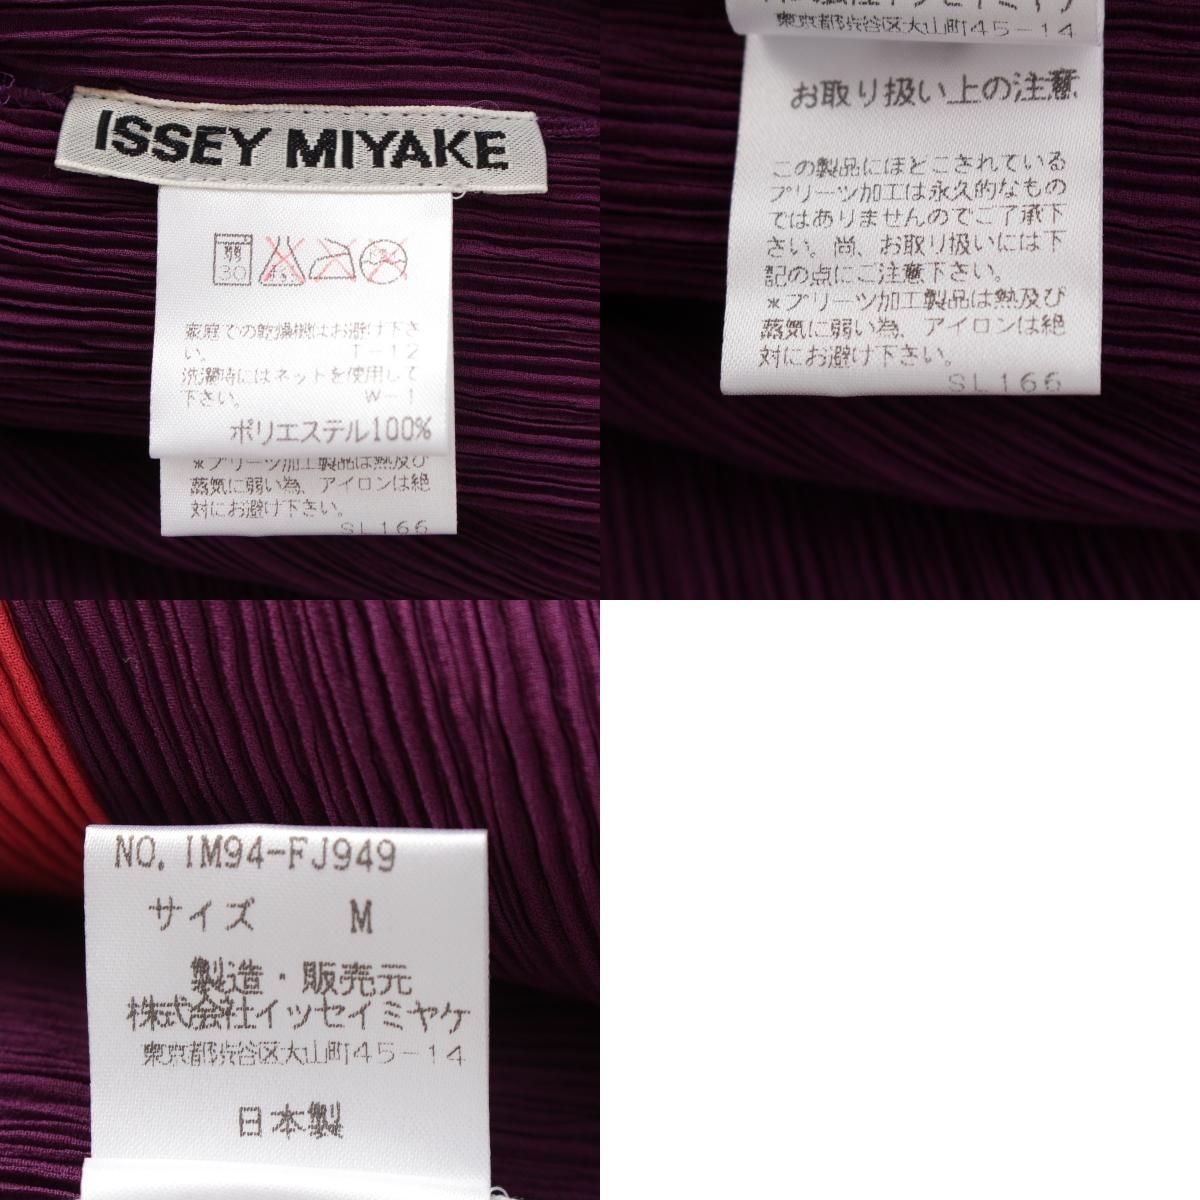 ISSEY MIYAKE
弱
30
家庭での乾燥機はお避け下さ
い。 T-12
洗濯時にはネットを使用して
下さい。 W-1
ポリエステル100%
*プリーツ加工製品は熱及び
蒸気に弱い為、アイロンは絶
対にお避け下さい。
SL166
株式会社イッセイミヤケ
東京都渋谷区大山町45-14
お取り扱い上の注意
この製品にほどこされている
プリーツ加工は永久的なもの
ではありませんのでご了承下
さい。尚、お取り扱いには下
記の点にご注意下さい。
*プリーツ加工製品は熱及び
蒸気に弱い為、アイロンは絶
対にお避け下さい。
SL166
NO. IM94-FJ949
サイズ M
製造・販売元
株式会社イッセイミヤケ
東京都渋谷区大山町45-14
日本製